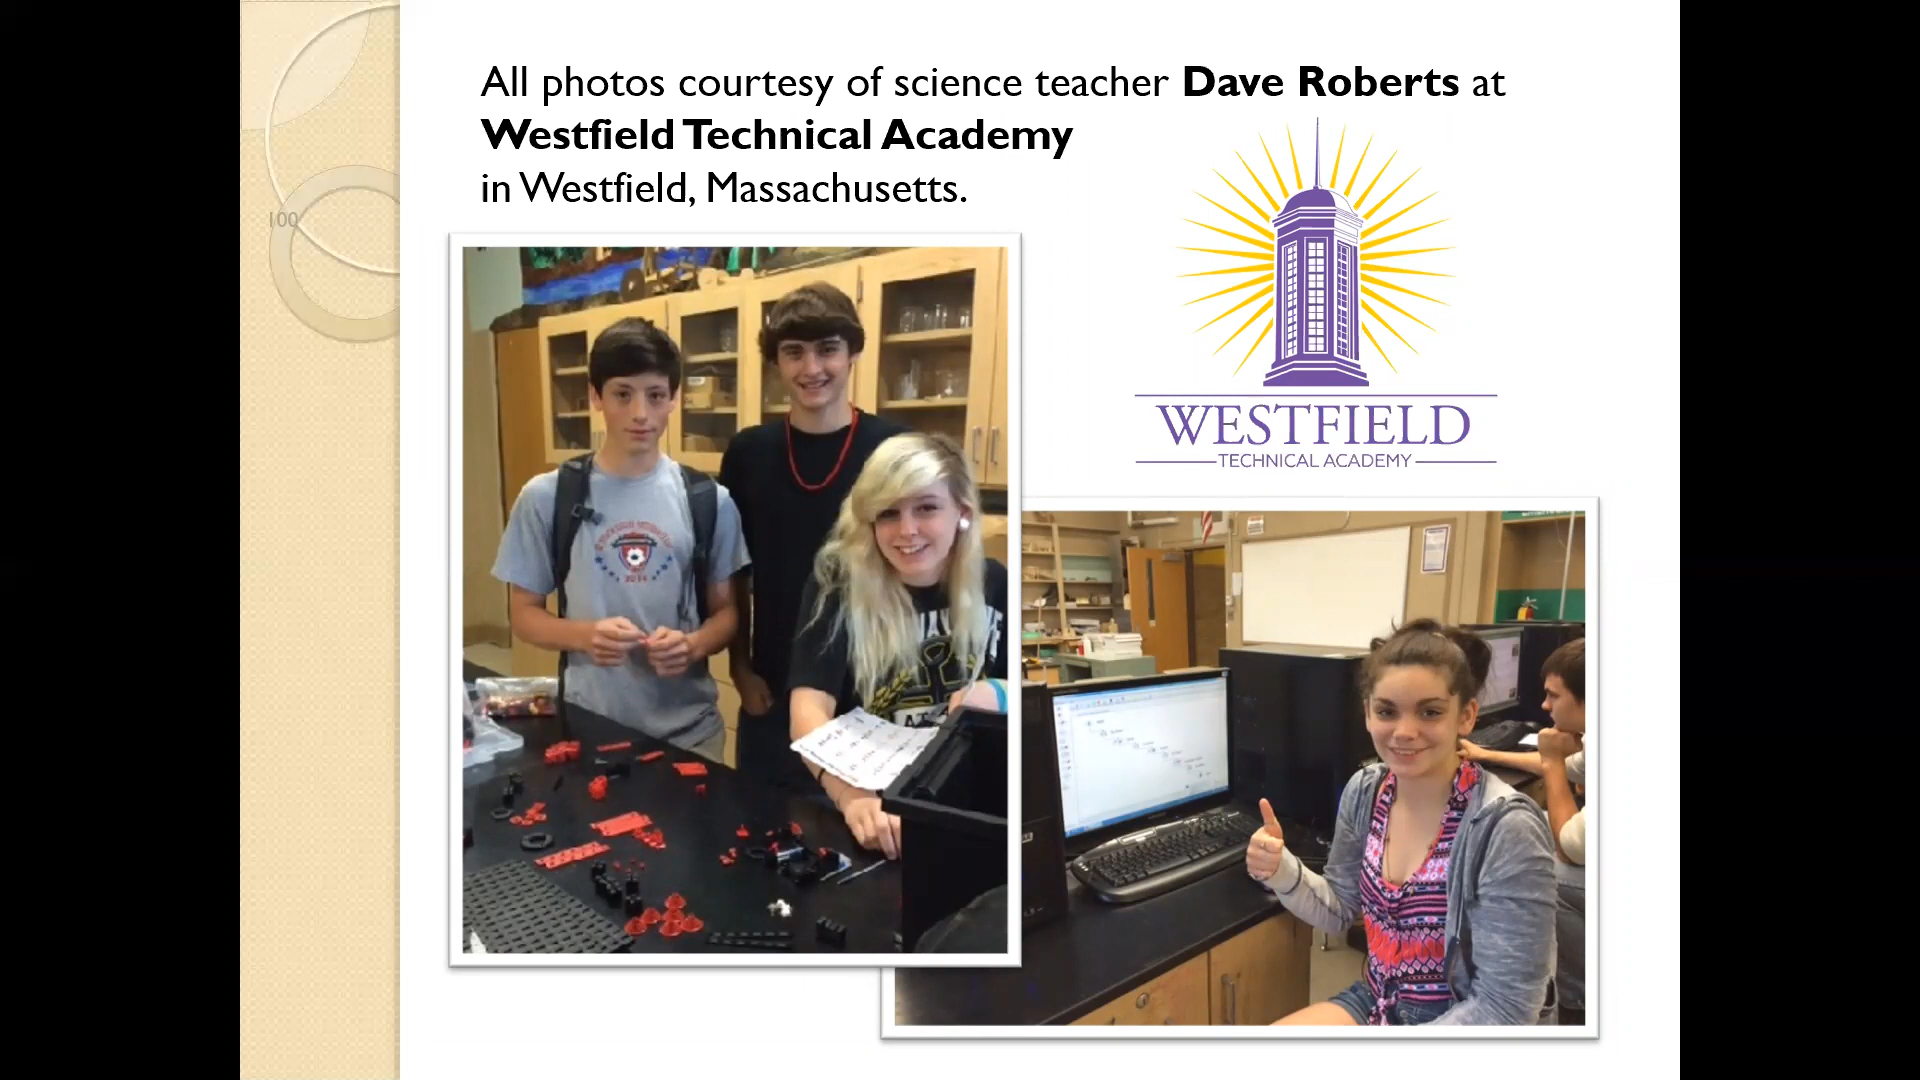 All photos courtesy of science teacher Dave Roberts at
Westfield Technical Academy
in Westfield, Massachusetts.
100
WESTFIELD
TECHNICAL ACADEMY